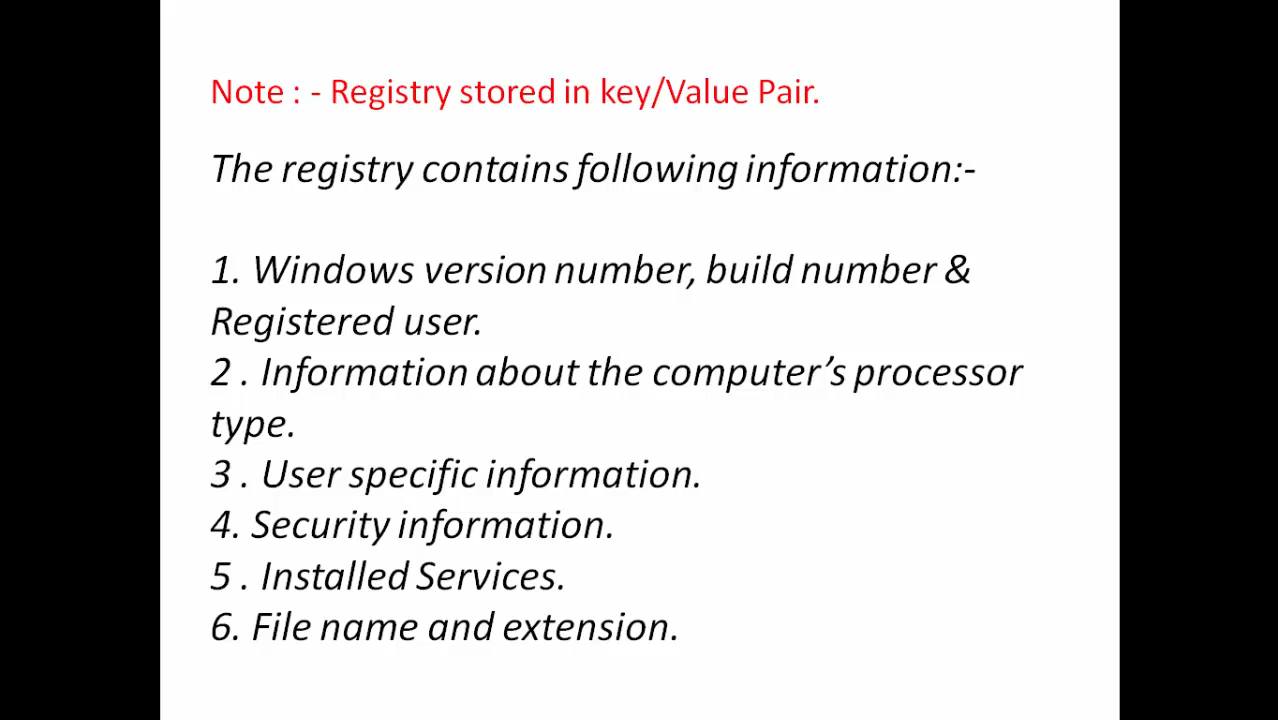 Note : - Registry stored in key/Value Pair.
The registry contains following information:-
1. Windows version number, build number &
Registered user.
2 . Information about the computer’s processor
type.
3 . User specific information.
4. Security information.
5 . Installed Services.
6. File name and extension.